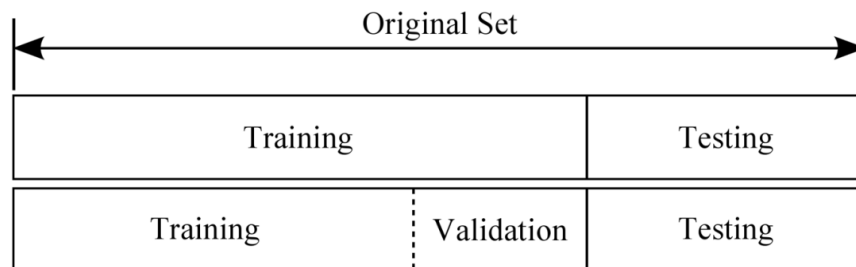 Original Set
Training Testing
Training Validation Testing